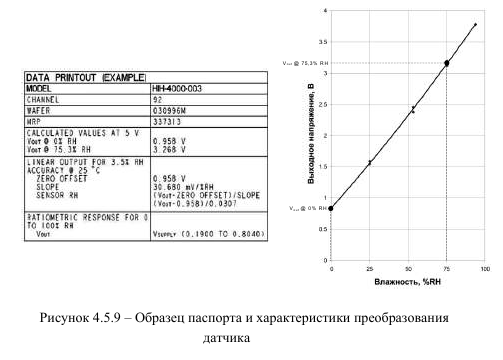 DATA PRINTOUT (EXAMPLE)
MODEL HIH-4000-003
CHANNEL 92
WAFER 030996M
MRP 337313
CALCULATED VALUES AT 5 V
VOUT @ 0% RH 0.958 V
VOUT @ 75.3% RH 3.268 V
LINEAR OUTPUT FOR 3.5% RH
ACCURACY @ 25 °C
ZERO OFFSET 0.958 V
SLOPE 30.680 mV/%RH
SENSOR RH (VOUT-ZERO OFFSET)/SLOPE
(VOUT-0.958)/0.0307
RATIOMETRIC RESPONSE FOR 0
TO 100% RH
VOUT VSUPPLY (0.1900 TO 0.8040)
Выходное напряжение, В
4
3.5
3
2.5
2
1.5
1
0.5
0
Vout @ 75,3% RH
Vout @ 0% RH
0 25 50 75 100
Влажность, %RH
Рисунок 4.5.9 – Образец паспорта и характеристики преобразования
датчика